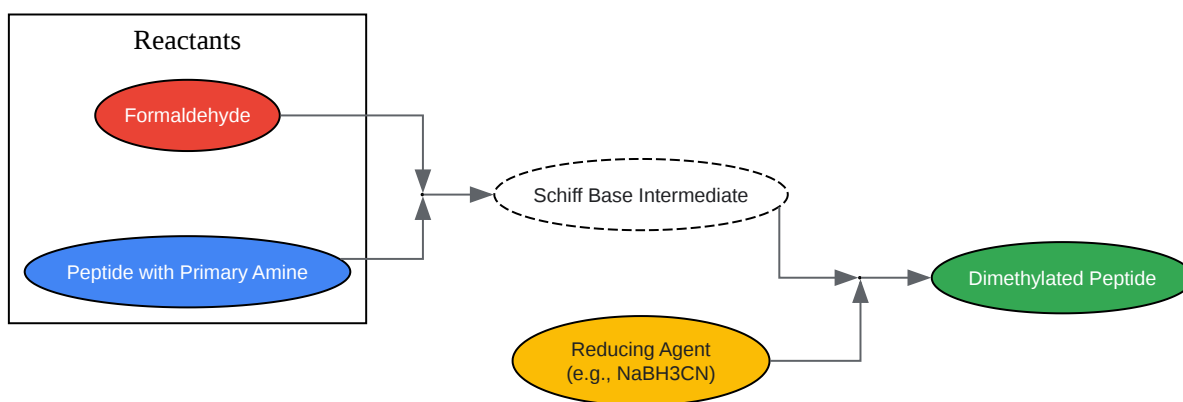 Reactants
Formaldehyde
Peptide with Primary Amine
Schiff Base Intermediate
Reducing Agent
(e.g., NaBH3CN)
Dimethylated Peptide